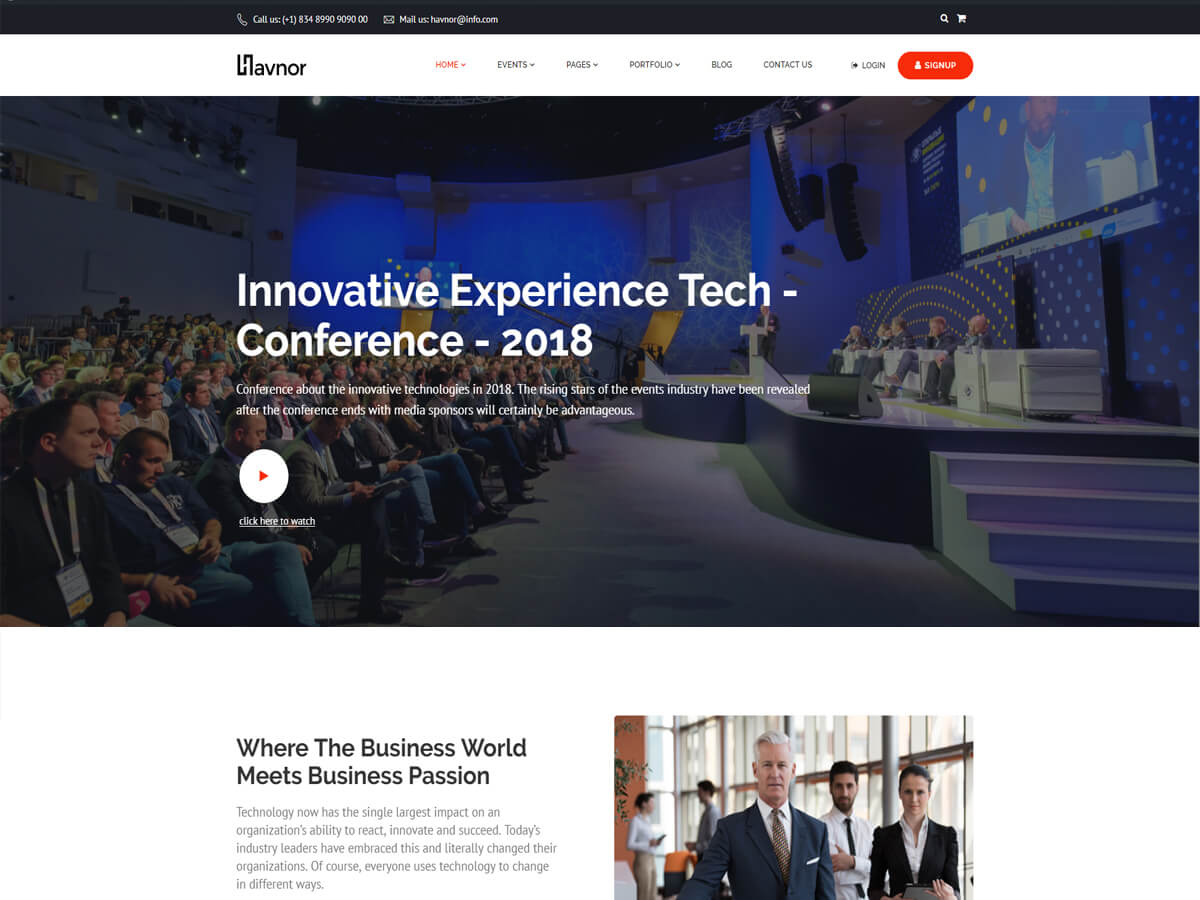 Call us: (+1) 834 8990 9090 00 Mail us: havnor@info.com
Havnor HOME EVENTS PAGES PORTFOLIO BLOG CONTACT US LOGIN SIGNUP
Innovative Experience Tech -
Conference - 2018
Conference about the innovative technologies in 2018. The rising stars of the events industry have been revealed
after the conference ends with media sponsors will certainly be advantageous.
click here to watch
Where The Business World
Meets Business Passion
Technology now has the single largest impact on an
organization's ability to react, innovate and succeed. Today's
industry leaders have embraced this and literally changed their
organizations. Of course, everyone uses technology to change
in different ways.